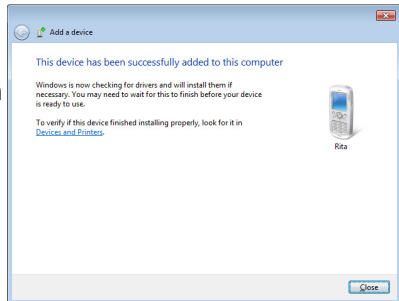 Add a device
This device has been successfully added to this computer
Windows is now checking for drivers and will install them if
necessary. You may need to wait for this to finish before your device
is ready to use.
To verify if this device finished installing properly, look for it in
Devices and Printers.
Rita
Close